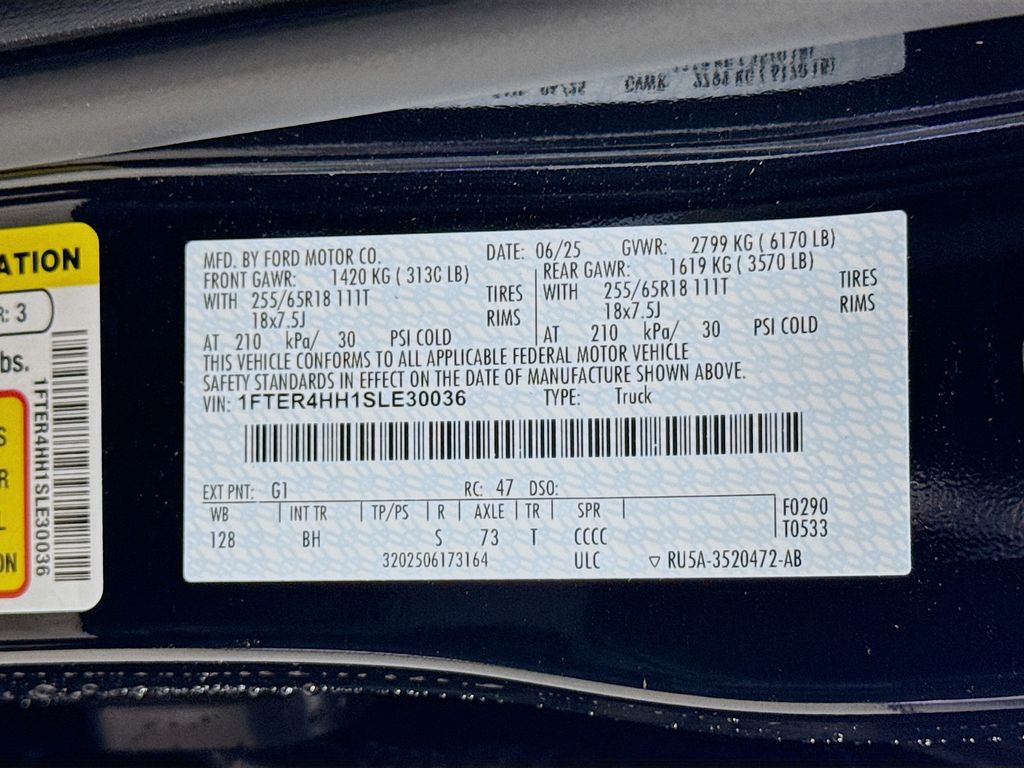 MFD. BY FORD MOTOR CO. DATE: 06/25 GVWR: 2799 KG ( 6170 LB)
FRONT GAWR: 1420 KG ( 3130 LB) REAR GAWR: 1619 KG ( 3570 LB)
WITH 255/65R18 111T TIRES WITH 255/65R18 111T TIRES
18x7.5J RIMS 18x7.5J RIMS
AT 210 kPa/ 30 PSI COLD AT 210 kPa/ 30 PSI COLD
THIS VEHICLE CONFORMS TO ALL APPLICABLE FEDERAL MOTOR VEHICLE
SAFETY STANDARDS IN EFFECT ON THE DATE OF MANUFACTURE SHOWN ABOVE.
VIN: 1FTER4HH1SLE30036 TYPE: Truck
EXT PNT: G1 RC: 47 DSO:
WB INT TR TP/PS R AXLE TR SPR F0290
128 BH S 73 T CCCC T0533
3202506173164 ULC ▽ RU5A-3520472-AB
ATION
R: 3
bs.
1FTER4HH1SLE30036
S
R
L
ON